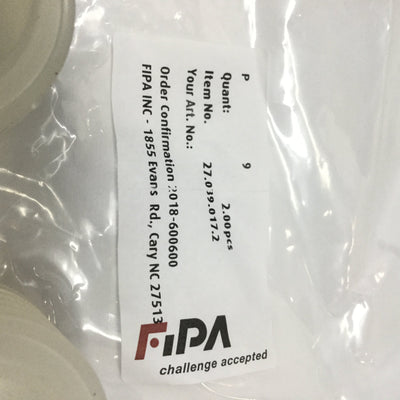 P 9
Quant: 2.00pcs
Item No. 27.039.017.2
Your Art. No.:
Order Confirmation 2018-600600
FIPA INC - 1855 Evans Rd., Cary NC 27513
FIPA
challenge accepted